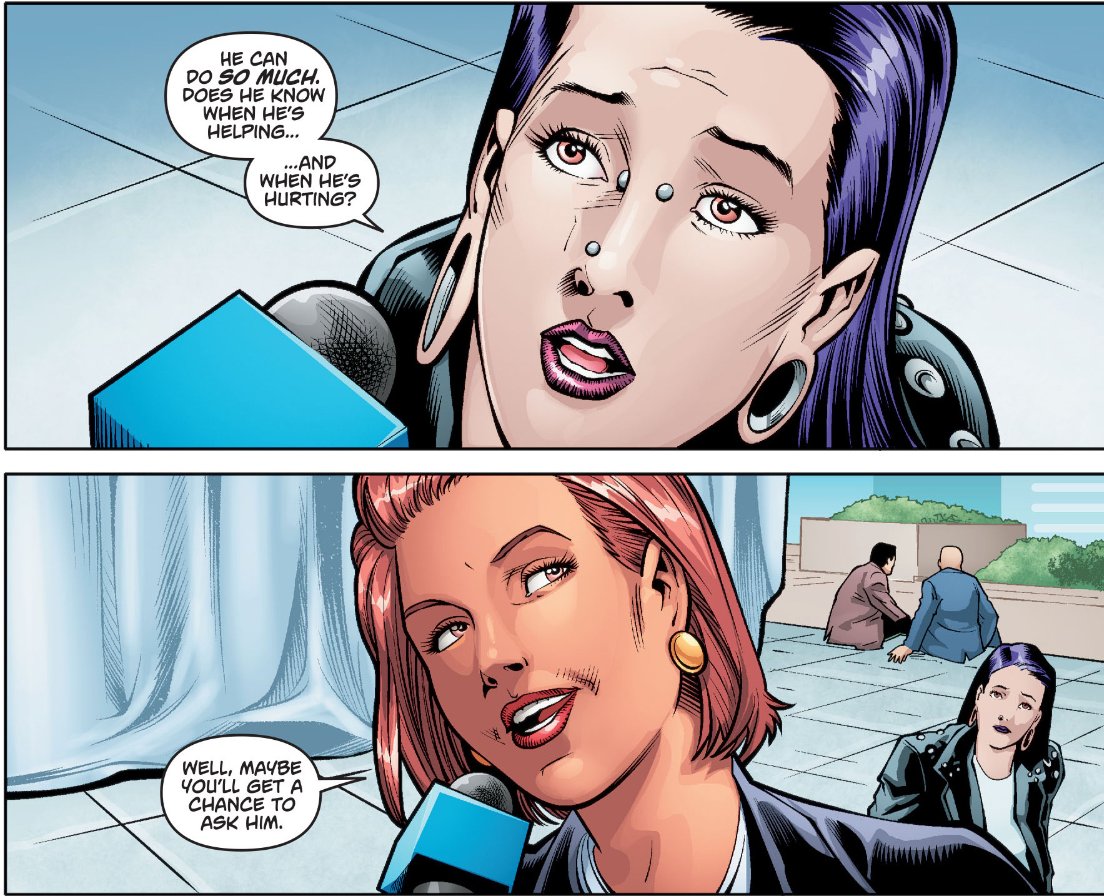 HE CAN
DO SO MUCH.
DOES HE KNOW
WHEN HE'S
HELPING...
...AND
WHEN HE'S
HURTING?
WELL, MAYBE
YOU'LL GET A
CHANCE TO
ASK HIM.